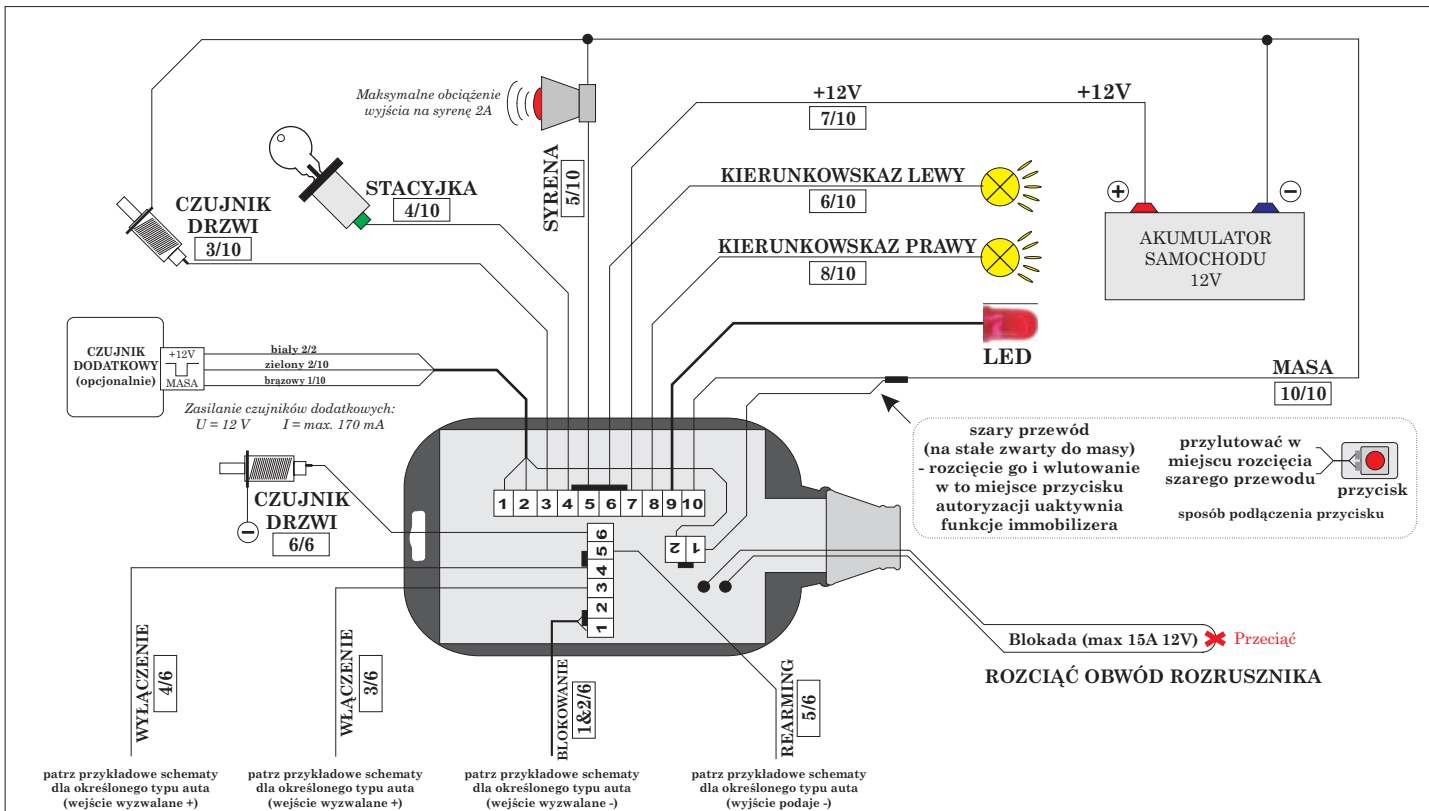 Maksymalne obciążenie
wyjścia na syrenę 2A
SYRENA
5/10
+12V
7/10
+12V
STACYJKA
4/10
CZUJNIK
DRZWI
3/10
KIERUNKOWSKAZ LEWY
6/10
KIERUNKOWSKAZ PRAWY
8/10
+
−
AKUMULATOR
SAMOCHODU
12V
LED
MASA
10/10
CZUJNIK
DODATKOWY
(opcjonalnie)
+12V
MASA
biały 2/2
zielony 2/10
brązowy 1/10
Zasilanie czujników dodatkowych:
U = 12 V I = max. 170 mA
szary przewód
(na stałe zwarty do masy)
- rozcięcie go i wlutowanie
w to miejsce przycisku
autoryzacji uaktywnia
funkcje immobilizera
przylutować w
miejscu rozcięcia
szarego przewodu
przycisk
sposób podłączenia przycisku
CZUJNIK
DRZWI
6/6
−
1 2 3 4 5 6 7 8 9 10
6
5
4
3
2
1
2 1
Blokada (max 15A 12V)
Przeciąć
ROZCIĄĆ OBWÓD ROZRUSZNIKA
WYŁĄCZENIE
4/6
WŁĄCZENIE
3/6
BLOKOWANIE
1&2/6
REARMING
5/6
patrz przykładowe schematy
dla określonego typu auta
(wejście wyzwalane +)
patrz przykładowe schematy
dla określonego typu auta
(wejście wyzwalane +)
patrz przykładowe schematy
dla określonego typu auta
(wejście wyzwalane -)
patrz przykładowe schematy
dla określonego typu auta
(wyjście podaje -)